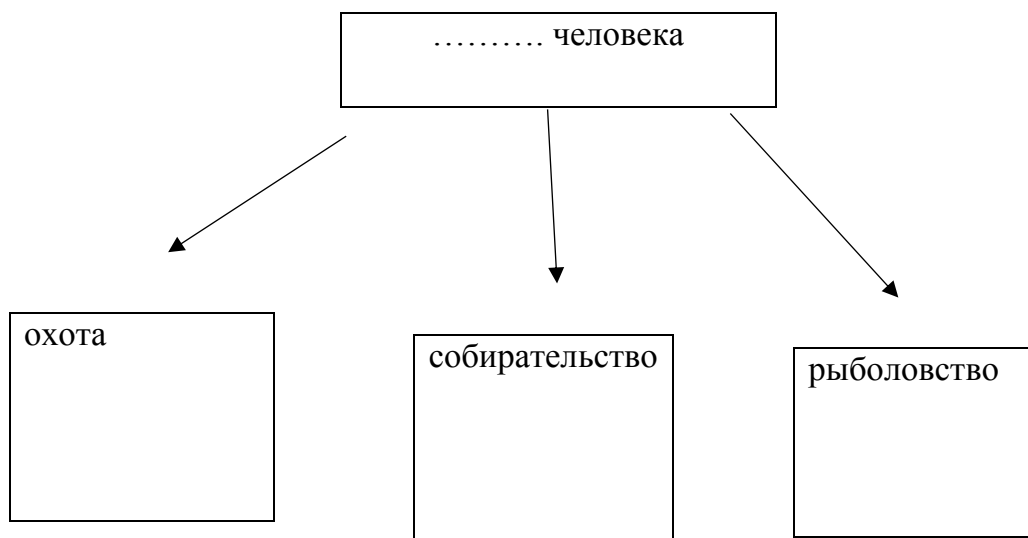 ………. человека
охота
собирательство
рыболовство